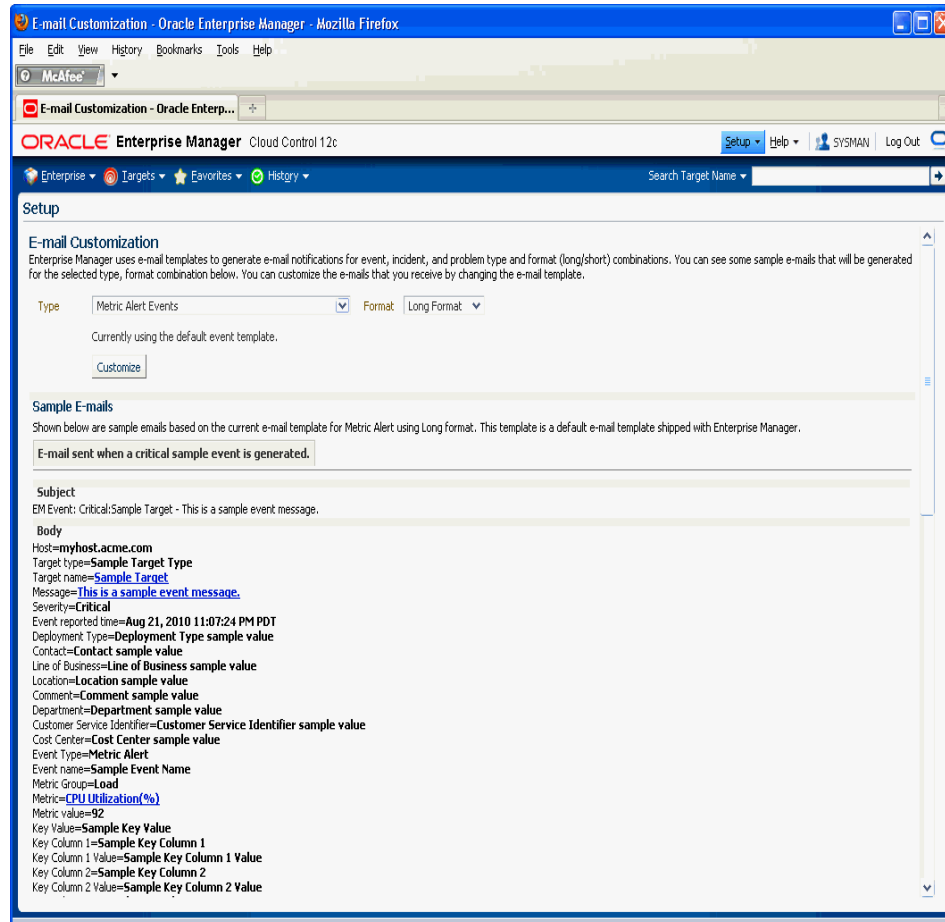 E-mail Customization - Oracle Enterprise Manager - Mozilla Firefox
File Edit View History Bookmarks Tools Help
McAfee
E-mail Customization - Oracle Enterp...
ORACLE Enterprise Manager Cloud Control 12c
Setup Help SYSMAN Log Out
Enterprise Targets Favorites History Search Target Name
Setup
E-mail Customization
Enterprise Manager uses e-mail templates to generate e-mail notifications for event, incident, and problem type and format (long/short) combinations. You can see some sample e-mails that will be generated
for the selected type, format combination below. You can customize the e-mails that you receive by changing the e-mail template.
Type Metric Alert Events Format Long Format
Currently using the default event template.
Customize
Sample E-mails
Shown below are sample emails based on the current e-mail template for Metric Alert using Long format. This template is a default e-mail template shipped with Enterprise Manager.
E-mail sent when a critical sample event is generated.
Subject
EM Event: Critical:Sample Target - This is a sample event message.
Body
Host=myhost.acme.com
Target type=Sample Target Type
Target name=Sample Target
Message=This is a sample event message.
Severity=Critical
Event reported time=Aug 21, 2010 11:07:24 PM PDT
Deployment Type=Deployment Type sample value
Contact=Contact sample value
Line of Business=Line of Business sample value
Location=Location sample value
Comment=Comment sample value
Department=Department sample value
Customer Service Identifier=Customer Service Identifier sample value
Cost Center=Cost Center sample value
Event Type=Metric Alert
Event name=Sample Event Name
Metric Group=Load
Metric=CPU Utilization(%)
Metric value=92
Key Value=Sample Key Value
Key Column 1=Sample Key Column 1
Key Column 1 Value=Sample Key Column 1 Value
Key Column 2=Sample Key Column 2
Key Column 2 Value=Sample Key Column 2 Value